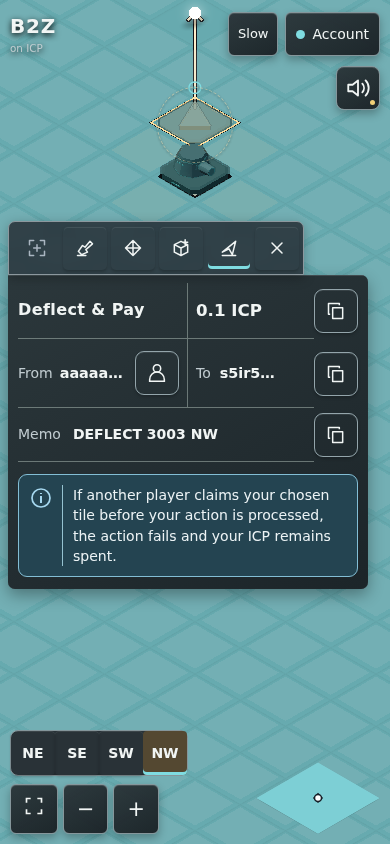 B2Z
on ICP
Slow
Account
Deflect & Pay
0.1 ICP
From aaaaa...
To s5ir5...
Memo DEFLECT 3003 NW
If another player claims your chosen
tile before your action is processed,
the action fails and your ICP remains
spent.
NE SE SW NW